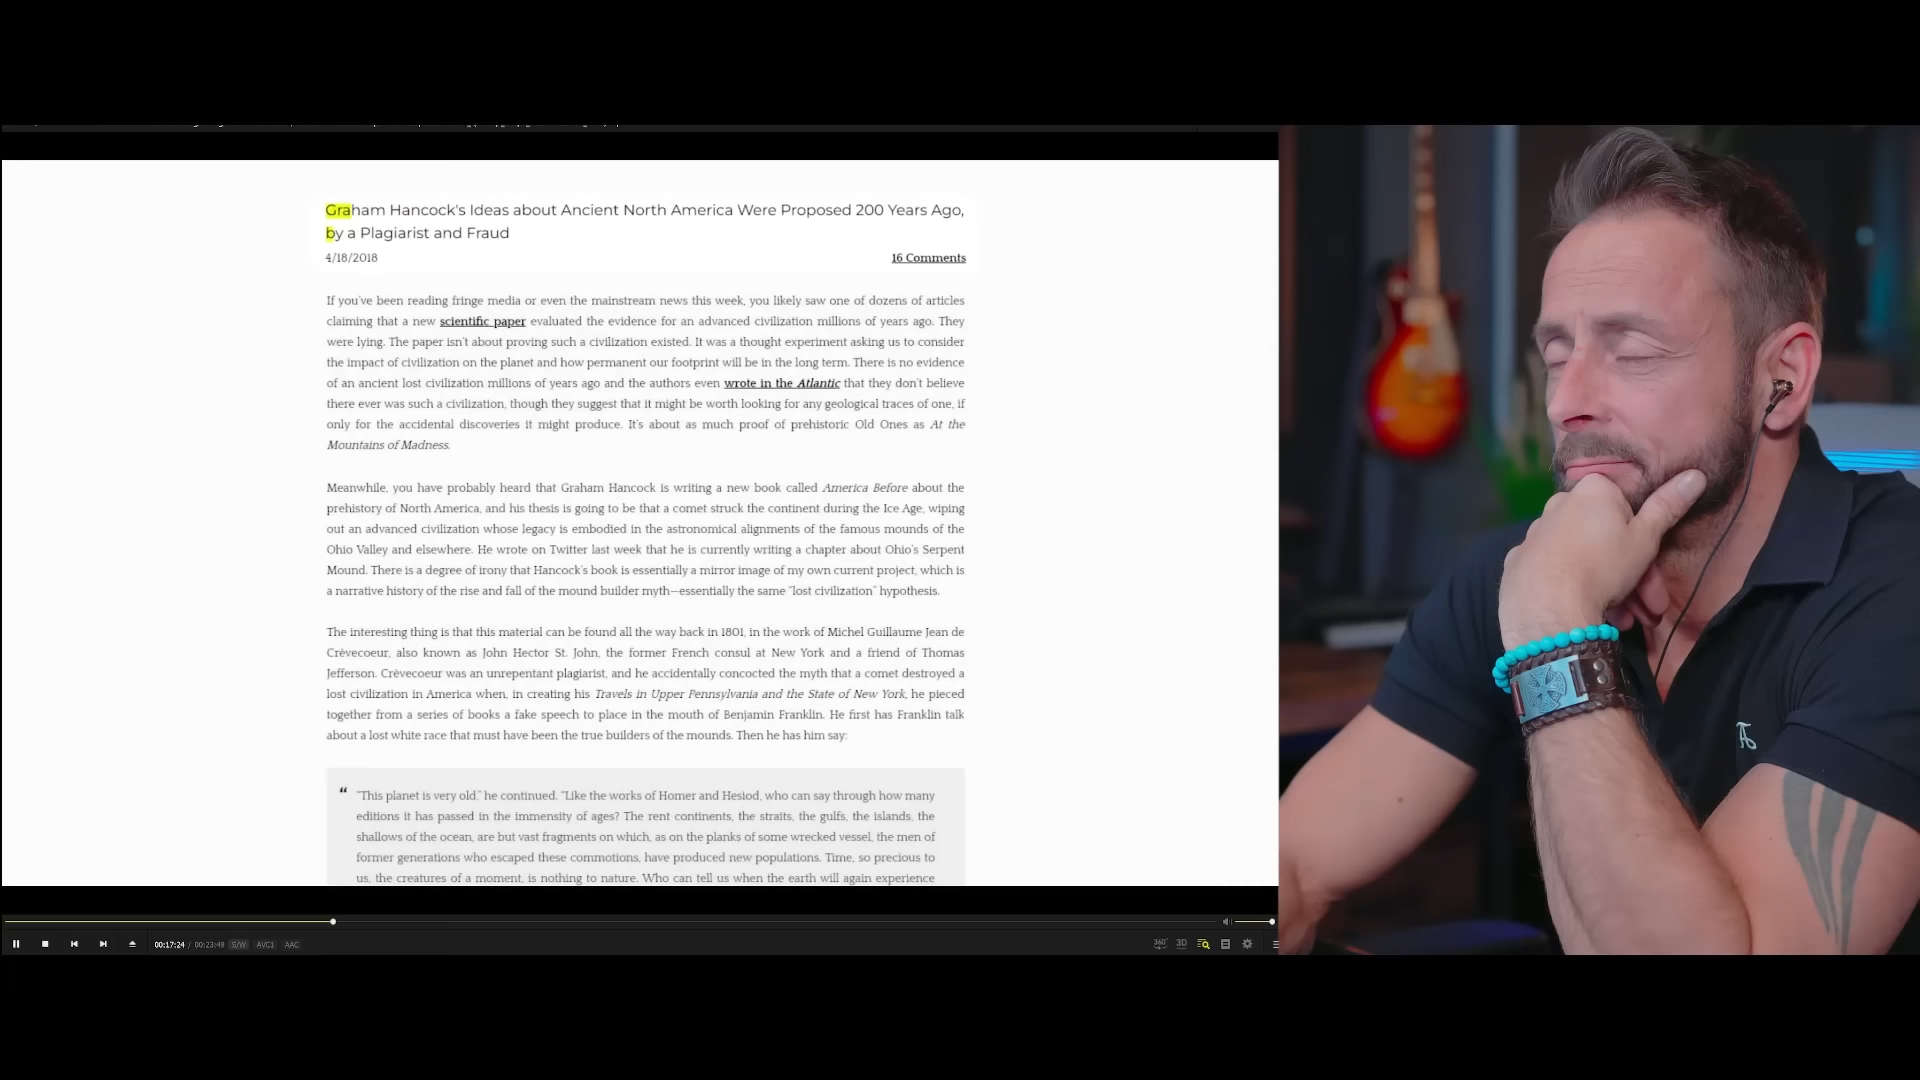 Graham Hancock's Ideas about Ancient North America Were Proposed 200 Years Ago,
by a Plagiarist and Fraud
4/18/2018
16 Comments
If you've been reading fringe media or even the mainstream news this week, you likely saw one of dozens of articles
claiming that a new scientific paper evaluated the evidence for an advanced civilization millions of years ago. They
were lying. The paper isn't about proving such a civilization existed. It was a thought experiment asking us to consider
the impact of civilization on the planet and how permanent our footprint will be in the long term. There is no evidence
of an ancient lost civilization millions of years ago and the authors even wrote in the Atlantic that they don't believe
there ever was such a civilization, though they suggest that it might be worth looking for any geological traces of one, if
only for the accidental discoveries it might produce. It's about as much proof of prehistoric Old Ones as At the
Mountains of Madness.
Meanwhile, you have probably heard that Graham Hancock is writing a new book called America Before about the
prehistory of North America, and his thesis is going to be that a comet struck the continent during the Ice Age, wiping
out an advanced civilization whose legacy is embodied in the astronomical alignments of the famous mounds of the
Ohio Valley and elsewhere. He wrote on Twitter last week that he is currently writing a chapter about Ohio's Serpent
Mound. There is a degree of irony that Hancock's book is essentially a mirror image of my own current project, which is
a narrative history of the rise and fall of the mound builder myth—essentially the same "lost civilization" hypothesis.
The interesting thing is that this material can be found all the way back in 1801, in the work of Michel Guillaume Jean de
Crèvecoeur, also known as John Hector St. John, the former French consul at New York and a friend of Thomas
Jefferson. Crèvecoeur was an unrepentant plagiarist, and he accidentally concocted the myth that a comet destroyed a
lost civilization in America when, in creating his Travels in Upper Pennsylvania and the State of New York, he pieced
together from a series of books a fake speech to place in the mouth of Benjamin Franklin. He first has Franklin talk
about a lost white race that must have been the true builders of the mounds. Then he has him say:
“ "This planet is very old," he continued. "Like the works of Homer and Hesiod, who can say through how many
editions it has passed in the immensity of ages? The rent continents, the straits, the gulfs, the islands, the
shallows of the ocean, are but vast fragments on which, as on the planks of some wrecked vessel, the men of
former generations who escaped these commotions, have produced new populations. Time, so precious to
us, the creatures of a moment, is nothing to nature. Who can tell us when the earth will again experience
00:17:24 / 00:23:49 S/W AVC1 AAC
360° 3D